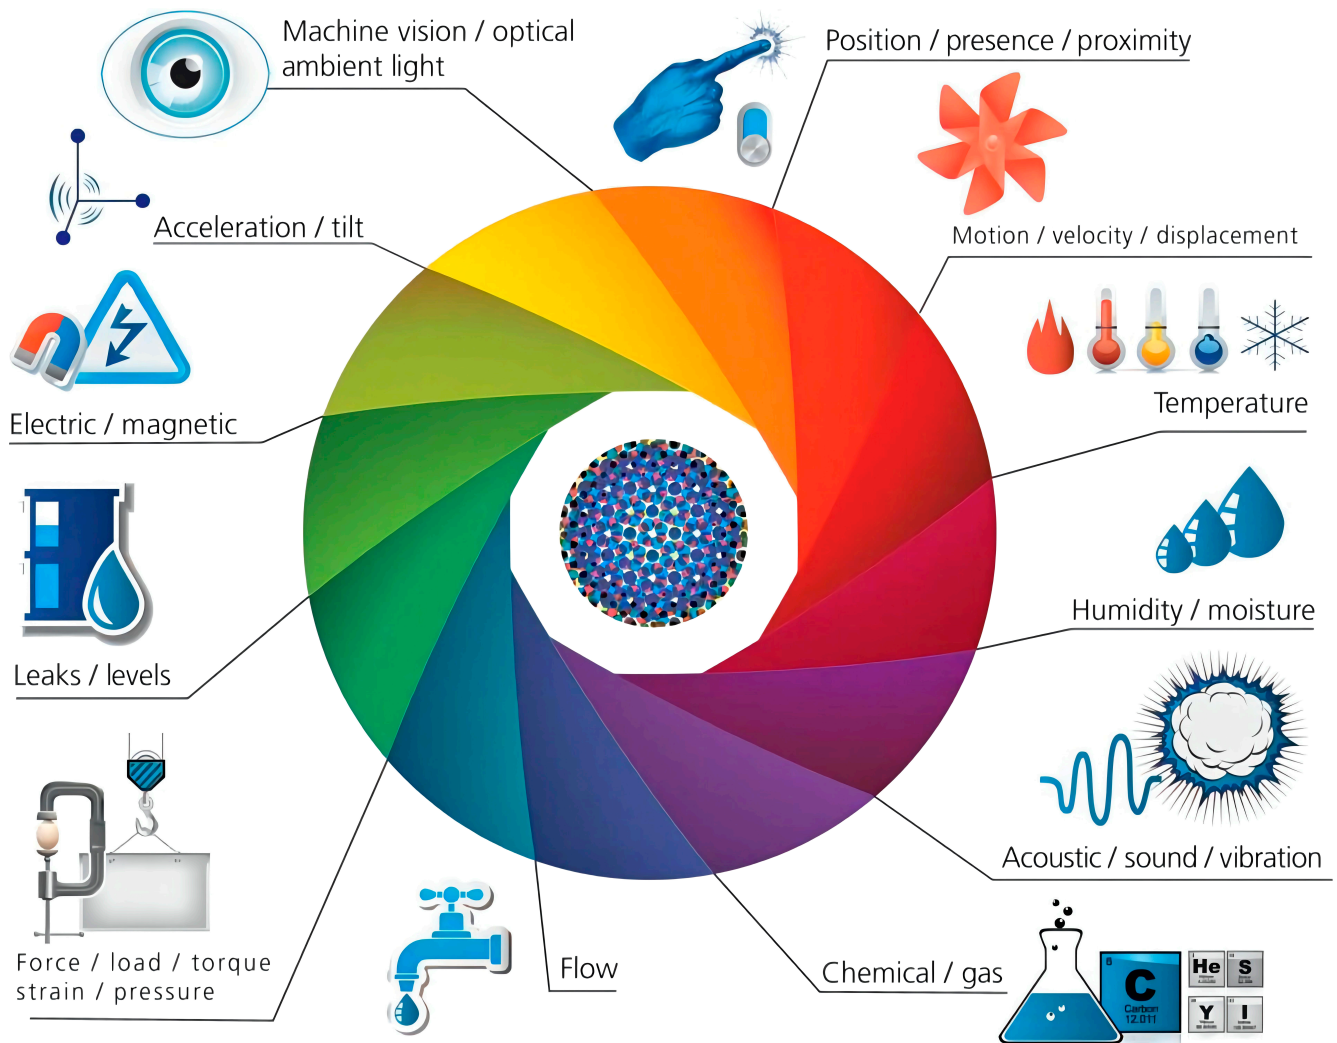 Machine vision / optical
ambient light
Position / presence / proximity
Acceleration / tilt
Motion / velocity / displacement
Temperature
Electric / magnetic
Humidity / moisture
Leaks / levels
Acoustic / sound / vibration
Force / load / torque
strain / pressure
Flow
Chemical / gas
6
C
Carbon
12.011
He
S
Y
I